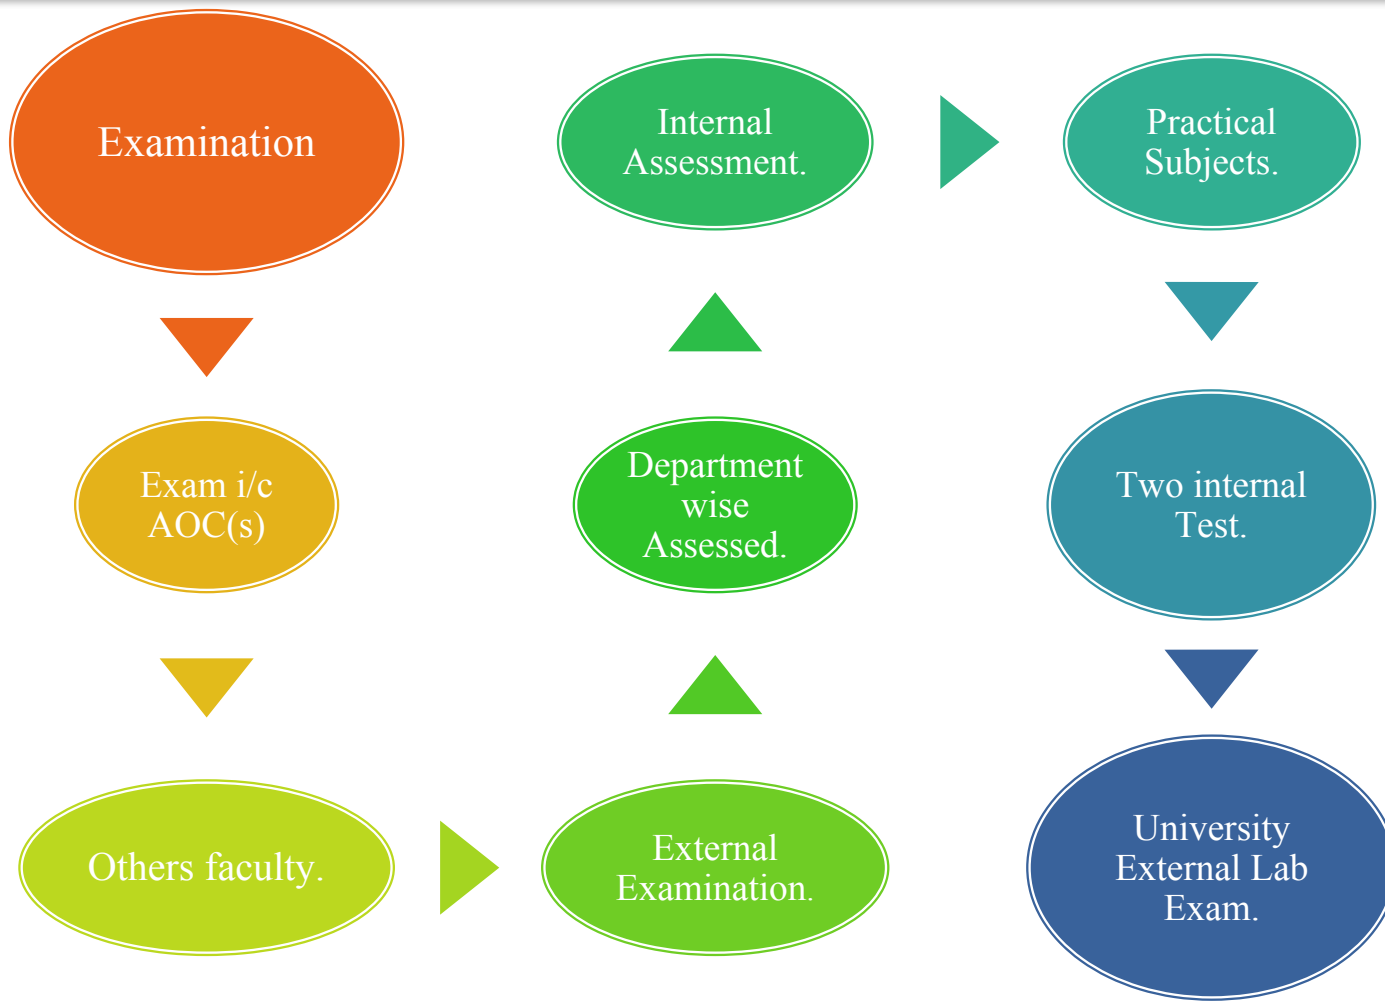 Examination
Exam i/c
AOC(s)
Others faculty.
External
Examination.
Department
wise
Assessed.
Internal
Assessment.
Practical
Subjects.
Two internal
Test.
University
External Lab
Exam.